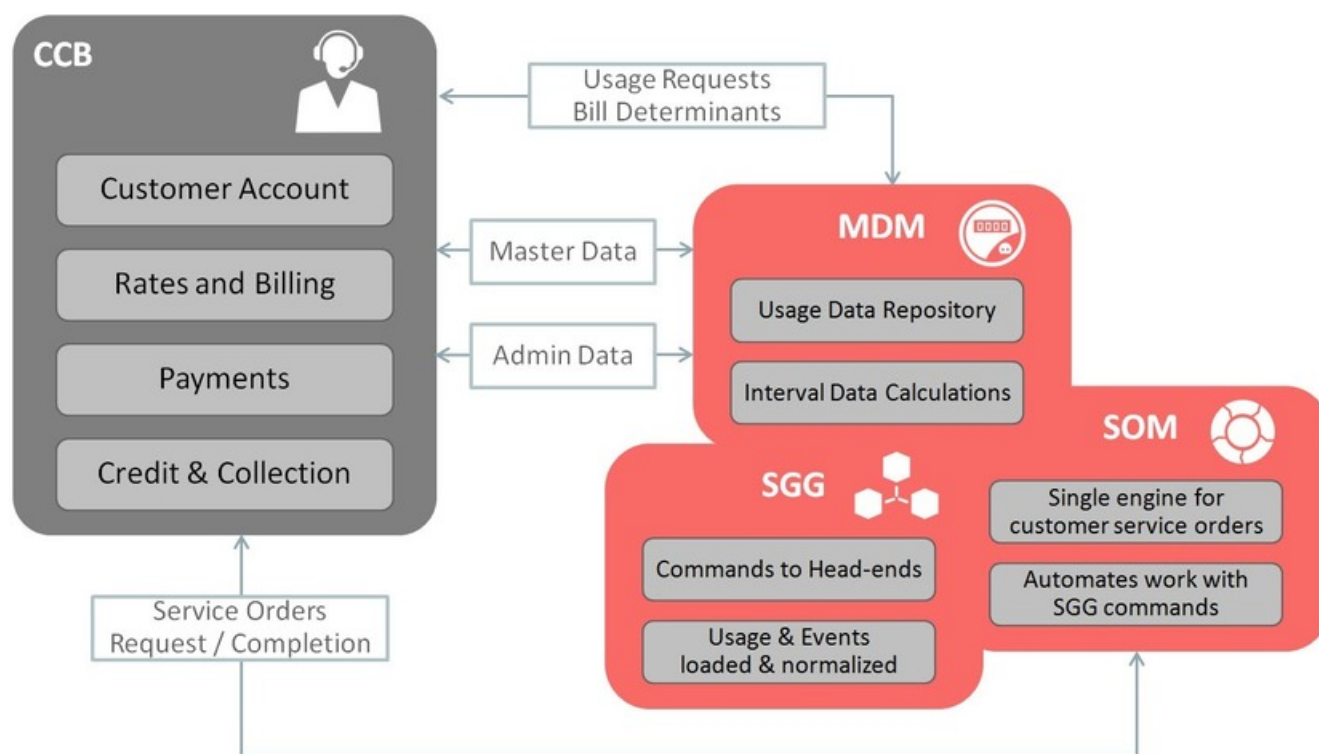 CCB
Customer Account
Rates and Billing
Payments
Credit & Collection
Usage Requests
Bill Determinants
Master Data
Admin Data
Service Orders
Request / Completion
MDM
0000
Usage Data Repository
Interval Data Calculations
SGG
Commands to Head-ends
Usage & Events
loaded & normalized
SOM
Single engine for
customer service orders
Automates work with
SGG commands